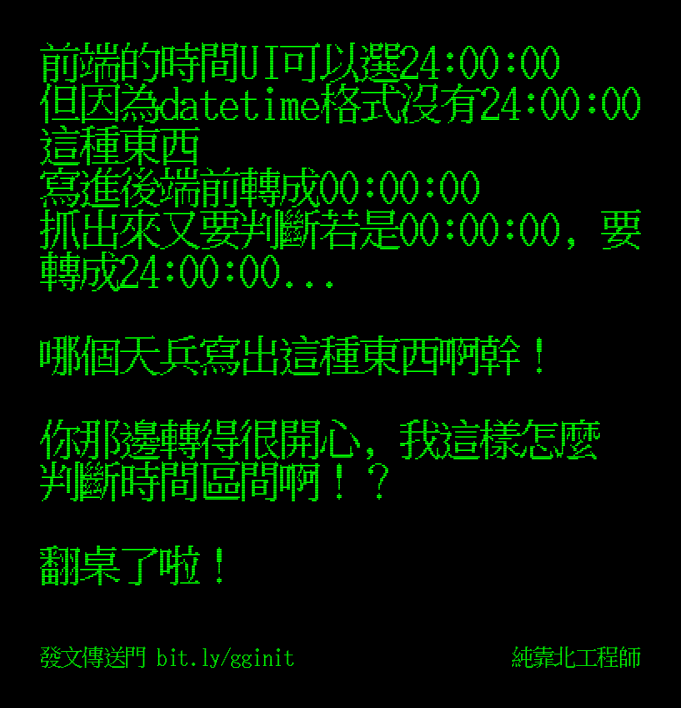 前端的時間UI可以選24:00:00
但因為datetime格式沒有24:00:00
這種東西
寫進後端前轉成00:00:00
抓出來又要判斷若是00:00:00, 要
轉成24:00:00...
哪個天兵寫出這種東西啊幹！
你那邊轉得很開心, 我這樣怎麼
判斷時間區間啊！？
翻桌了啦！
發文傳送門 bit.ly/gginit
純靠北工程師